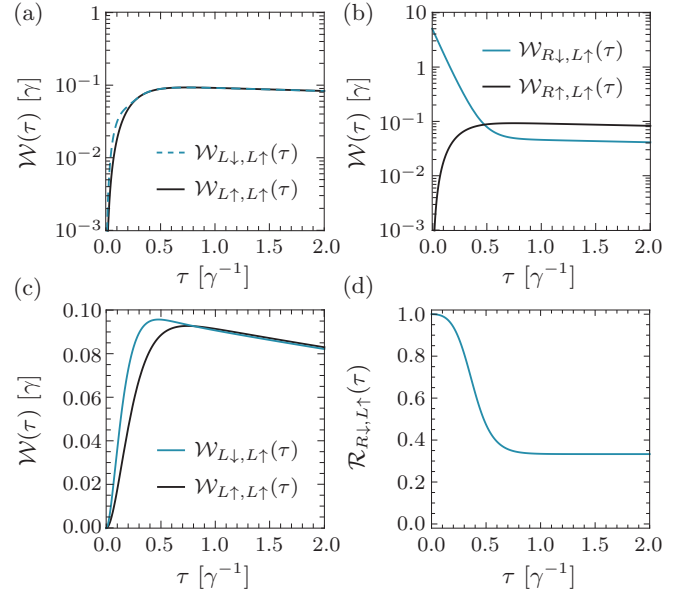 (a)
1
10⁻¹
10⁻²
10⁻³
𝒲(τ) [γ]
𝒲_{L↓,L↑}(τ)
𝒲_{L↑,L↑}(τ)
0.0 0.5 1.0 1.5 2.0
τ [γ⁻¹]
(b)
10
1
10⁻¹
10⁻²
10⁻³
𝒲(τ) [γ]
𝒲_{R↓,L↑}(τ)
𝒲_{R↑,L↑}(τ)
0.0 0.5 1.0 1.5 2.0
τ [γ⁻¹]
(c)
0.10
0.08
0.06
0.04
0.02
0.00
𝒲(τ) [γ]
𝒲_{L↓,L↑}(τ)
𝒲_{L↑,L↑}(τ)
0.0 0.5 1.0 1.5 2.0
τ [γ⁻¹]
(d)
1.0
0.8
0.6
0.4
0.2
0.0
ℛ_{R↓,L↑}(τ)
0.0 0.5 1.0 1.5 2.0
τ [γ⁻¹]